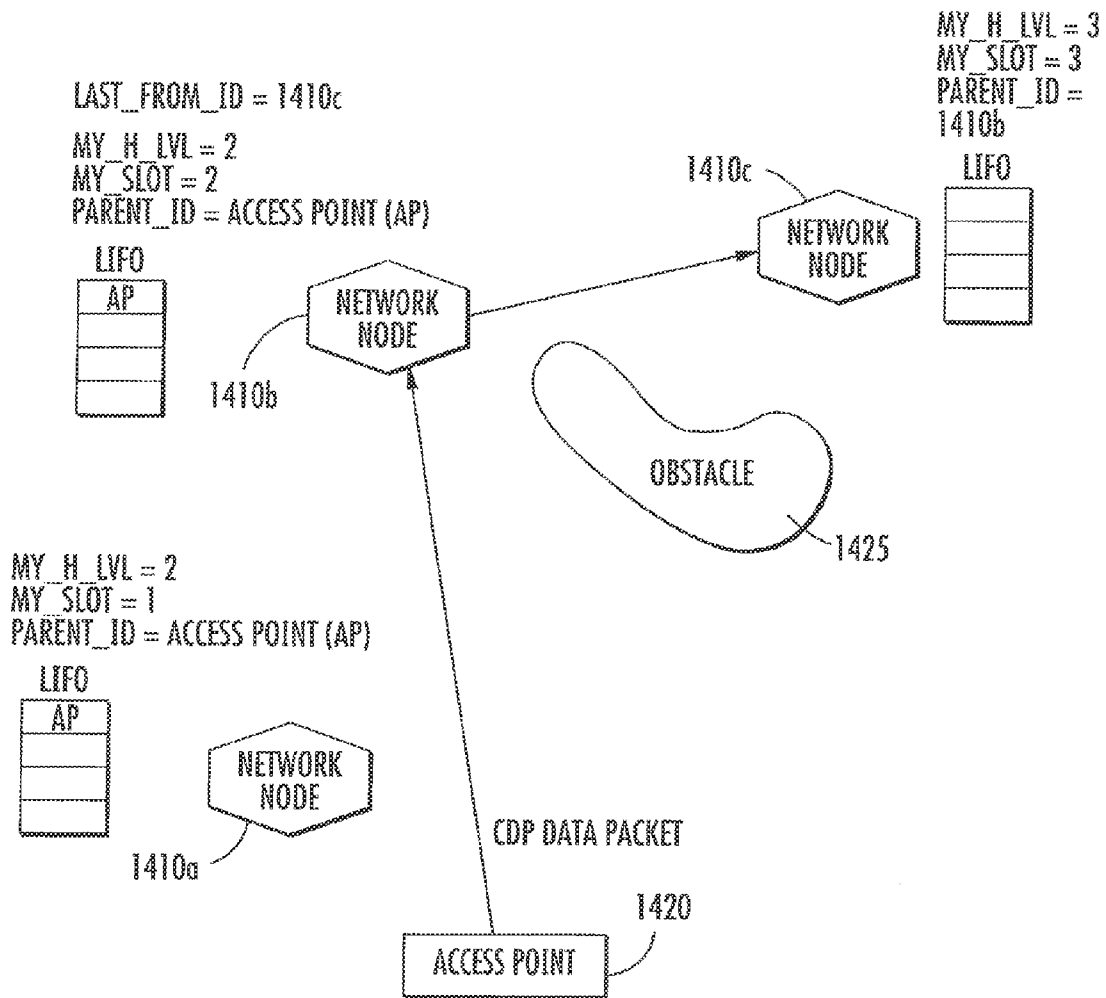 MY_H_LVL = 3
MY_SLOT = 3
PARENT_ID =
1410b
LIFO
LAST_FROM_ID = 1410c
MY_H_LVL = 2
MY_SLOT = 2
PARENT_ID = ACCESS POINT (AP)
LIFO
AP
1410c
NETWORK
NODE
NETWORK
NODE
1410b
OBSTACLE
1425
MY_H_LVL = 2
MY_SLOT = 1
PARENT_ID = ACCESS POINT (AP)
LIFO
AP
NETWORK
NODE
1410a
CDP DATA PACKET
1420
ACCESS POINT